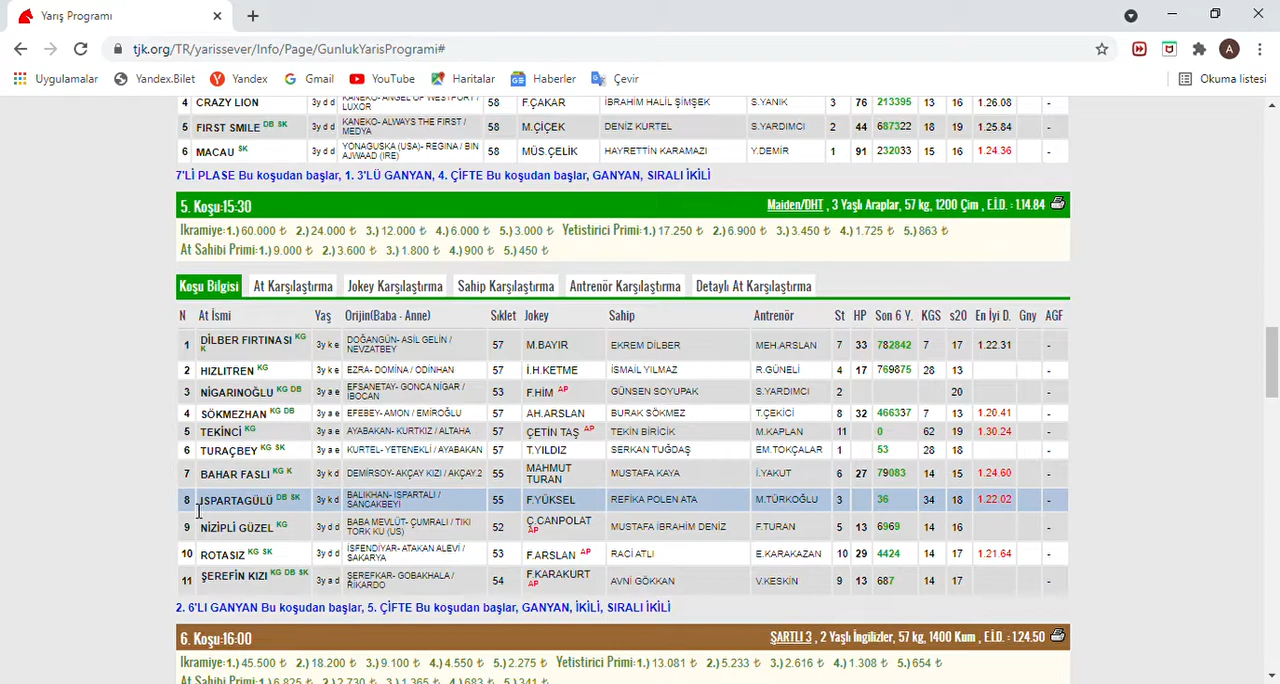 Yarış Programı
tjk.org/TR/yarissever/Info/Page/GunlukYarisProgrami#
A
Uygulamalar Yandex.Bilet Yandex Gmail YouTube Haritalar Haberler Çevir Okuma listesi
4 CRAZY LION 3y d d KANEKO- ANGEL OF WESTFORT / LUXOR 58 F.ÇAKAR İBRAHİM HALİL ŞİMŞEK S.YANIK 3 76 213395 13 16 1.26.08 -
5 FIRST SMILE DB SK 3y d d KANEKO- ALWAYS THE FIRST / MEDYA 58 M.ÇİÇEK DENİZ KURTEL S.YARDIMCI 2 44 687322 18 19 1.25.84 -
6 MACAU SK 3y d d YONAGUSKA (USA)- REGINA / BIN AJWAAD (IRE) 58 MÜS.ÇELİK HAYRETTİN KARAMAZI Y.DEMİR 1 91 232033 15 16 1.24.36 -
7'Lİ PLASE Bu koşudan başlar, 1. 3'LÜ GANYAN, 4. ÇİFTE Bu koşudan başlar, GANYAN, SIRALI İKİLİ
5. Koşu:15:30 Maiden/DHT , 3 Yaşlı Araplar, 57 kg, 1200 Çim , E.İ.D. : 1.14.84
İkramiye:1.) 60.000 ₺ 2.) 24.000 ₺ 3.) 12.000 ₺ 4.) 6.000 ₺ 5.) 3.000 ₺ Yetistirici Primi:1.) 17.250 ₺ 2.) 6.900 ₺ 3.) 3.450 ₺ 4.) 1.725 ₺ 5.) 863 ₺
At Sahibi Primi:1.) 9.000 ₺ 2.) 3.600 ₺ 3.) 1.800 ₺ 4.) 900 ₺ 5.) 450 ₺
Koşu Bilgisi At Karşılaştırma Jokey Karşılaştırma Sahip Karşılaştırma Antrenör Karşılaştırma Detaylı At Karşılaştırma
N At İsmi Yaş Orijin(Baba - Anne) Sıklet Jokey Sahip Antrenör St HP Son 6 Y. KGS s20 En İyi D. Gny AGF
1 DİLBER FIRTINASI KG K 3y k e DOĞANGÜN- ASİL GELİN / NEVZATBEY 57 M.BAYIR EKREM DİLBER MEH.ARSLAN 7 33 782842 7 17 1.22.31 -
2 HIZLITREN KG 3y k e EZRA- DOMİNA / ODİNHAN 57 İ.H.KETME İSMAİL YILMAZ R.GÜNELİ 4 17 769875 28 13 -
3 NİGARINOĞLU KG DB 3y a e EFSANETAY- GONCA NİGAR / İBOCAN 53 F.HİM AP GÜNSEN SOYUPAK S.YARDIMCI 2 20 -
4 SÖKMEZHAN KG DB 3y a e EFEBEY- AMON / EMİROĞLU 57 AH.ARSLAN BURAK SÖKMEZ T.ÇEKİCİ 8 32 466337 7 13 1.20.41 -
5 TEKİNCİ KG 3y a e AYABAKAN- KURTKIZ / ALTAHA 57 ÇETİN TAŞ AP TEKİN BİRİCİK M.KAPLAN 11 0 62 19 1.30.24 -
6 TURAÇBEY KG SK 3y a e KURTEL- YETENEKLİ / AYABAKAN 57 T.YILDIZ SERKAN TUĞDAŞ EM.TOKÇALAR 1 53 28 18 -
7 BAHAR FASLI KG K 3y k d DEMİRSOY- AKÇAY KIZI / AKÇAY.2 55 MAHMUT TURAN MUSTAFA KAYA İ.YAKUT 6 27 79083 14 15 1.24.60 -
8 ISPARTAGÜLÜ DB SK 3y k d BALIKHAN- ISPARTALI / SANCAKBEYİ 55 F.YÜKSEL REFİKA POLEN ATA M.TÜRKOĞLU 3 36 34 18 1.22.02 -
9 NİZİPLİ GÜZEL KG 3y d d BABA MEVLÜT- ÇUMRALI / TIKI TORK KU (US) 52 Ç.CANPOLAT AP MUSTAFA İBRAHİM DENİZ F.TURAN 5 13 6969 14 16 -
10 ROTASIZ KG SK 3y d d İSFENDİYAR- ATAKAN ALEVİ / SAKARYA 53 F.ARSLAN AP RACİ ATLI E.KARAKAZAN 10 29 4424 14 17 1.21.64 -
11 ŞEREFİN KIZI KG DB SK 3y a d ŞEREFKAR- GOBAKHALA / RİKARDO 54 F.KARAKURT AP AVNİ GÖKKAN V.KESKİN 9 13 687 14 17 -
2. 6'LI GANYAN Bu koşudan başlar, 5. ÇİFTE Bu koşudan başlar, GANYAN, İKİLİ, SIRALI İKİLİ
6. Koşu:16:00 ŞARTLI 3 , 2 Yaşlı İngilizler, 57 kg, 1400 Kum , E.İ.D. : 1.24.50
İkramiye:1.) 45.500 ₺ 2.) 18.200 ₺ 3.) 9.100 ₺ 4.) 4.550 ₺ 5.) 2.275 ₺ Yetistirici Primi:1.) 13.081 ₺ 2.) 5.233 ₺ 3.) 2.616 ₺ 4.) 1.308 ₺ 5.) 654 ₺
At Sahibi Primi:1.) 6.825 ₺ 2.) 2.730 ₺ 3.) 1.365 ₺ 4.) 683 ₺ 5.) 341 ₺